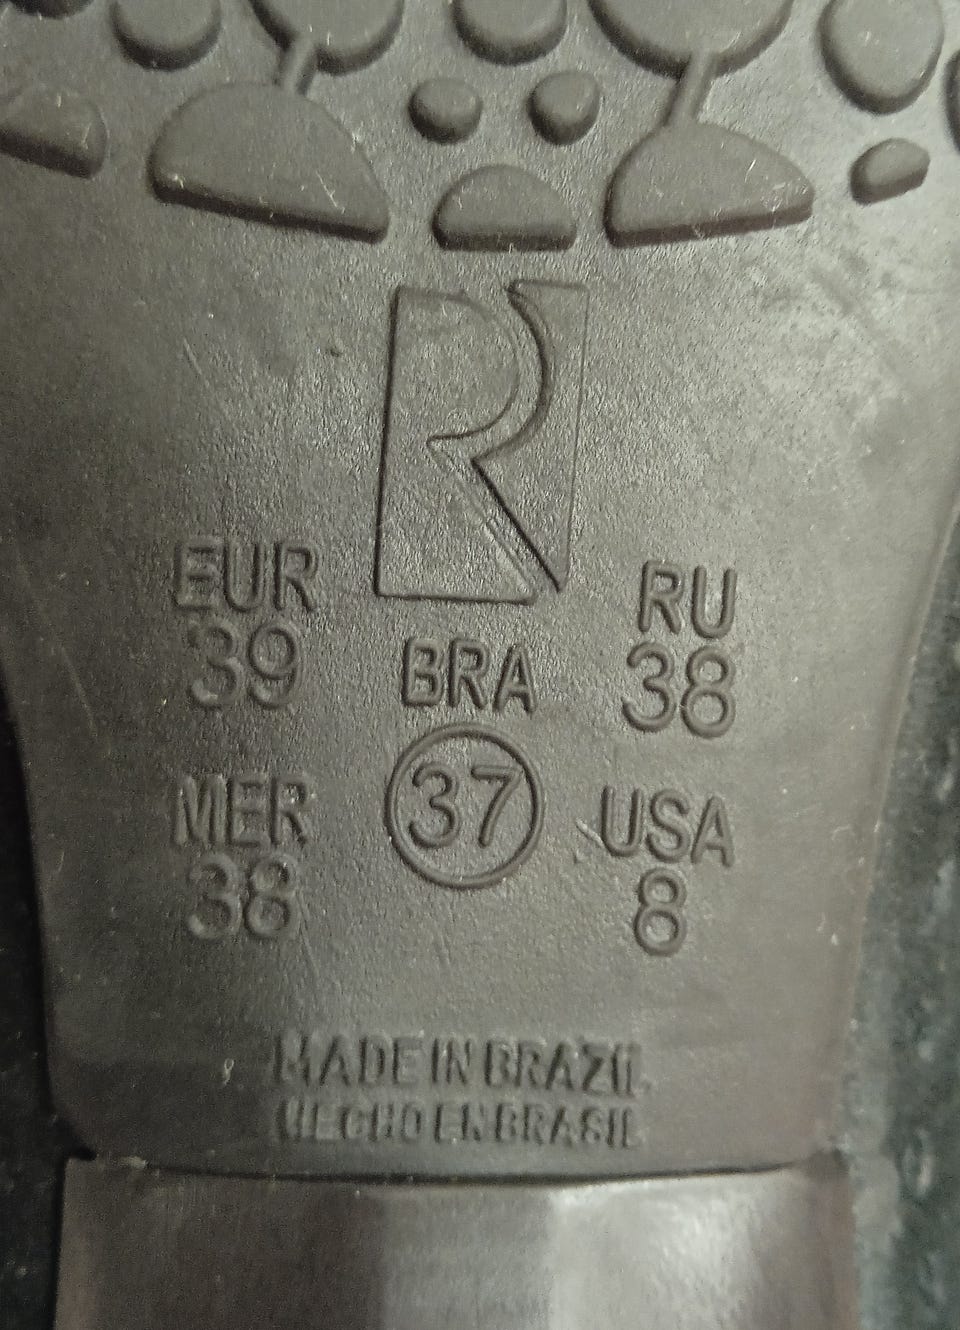 R
EUR
39
BRA
37
RU
38
MER
38
USA
8
MADE IN BRAZIL
HECHO EN BRASIL